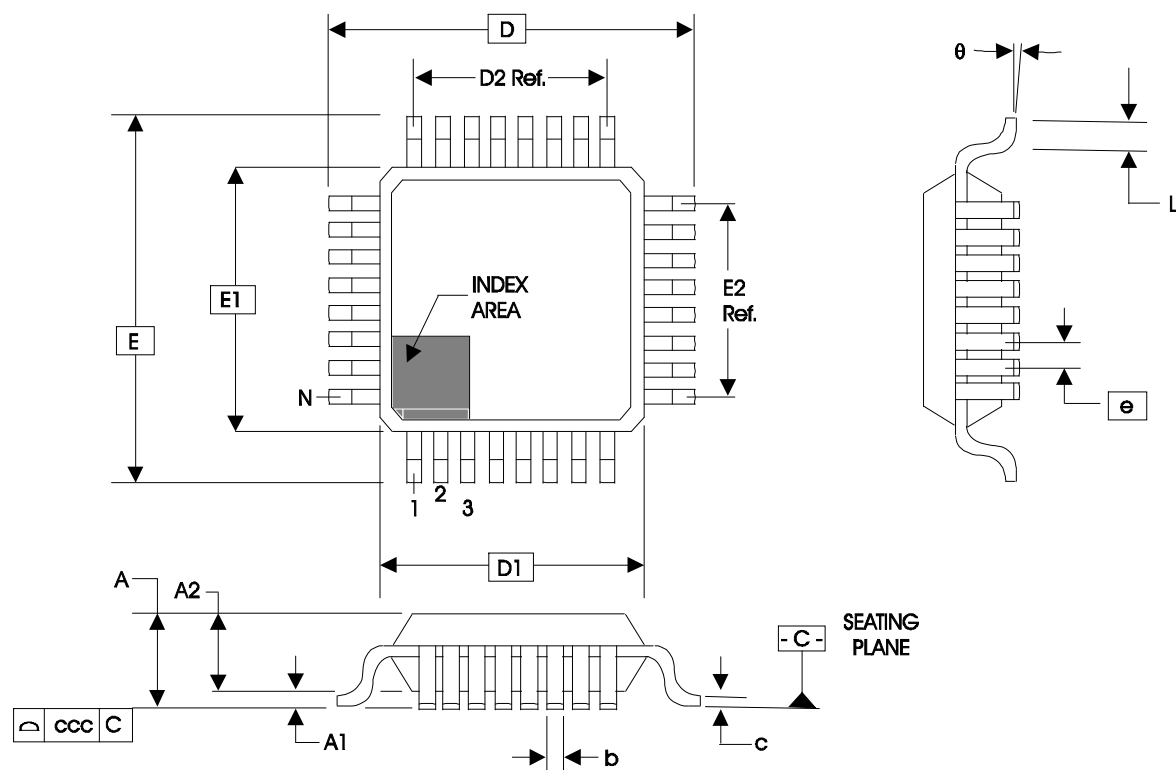 D
D2 Ref.
θ
L
INDEX
AREA
E2
Ref.
E1
E
N
e
1
2
3
D1
A
A2
SEATING
PLANE
- C -
ccc C
A1
b
c